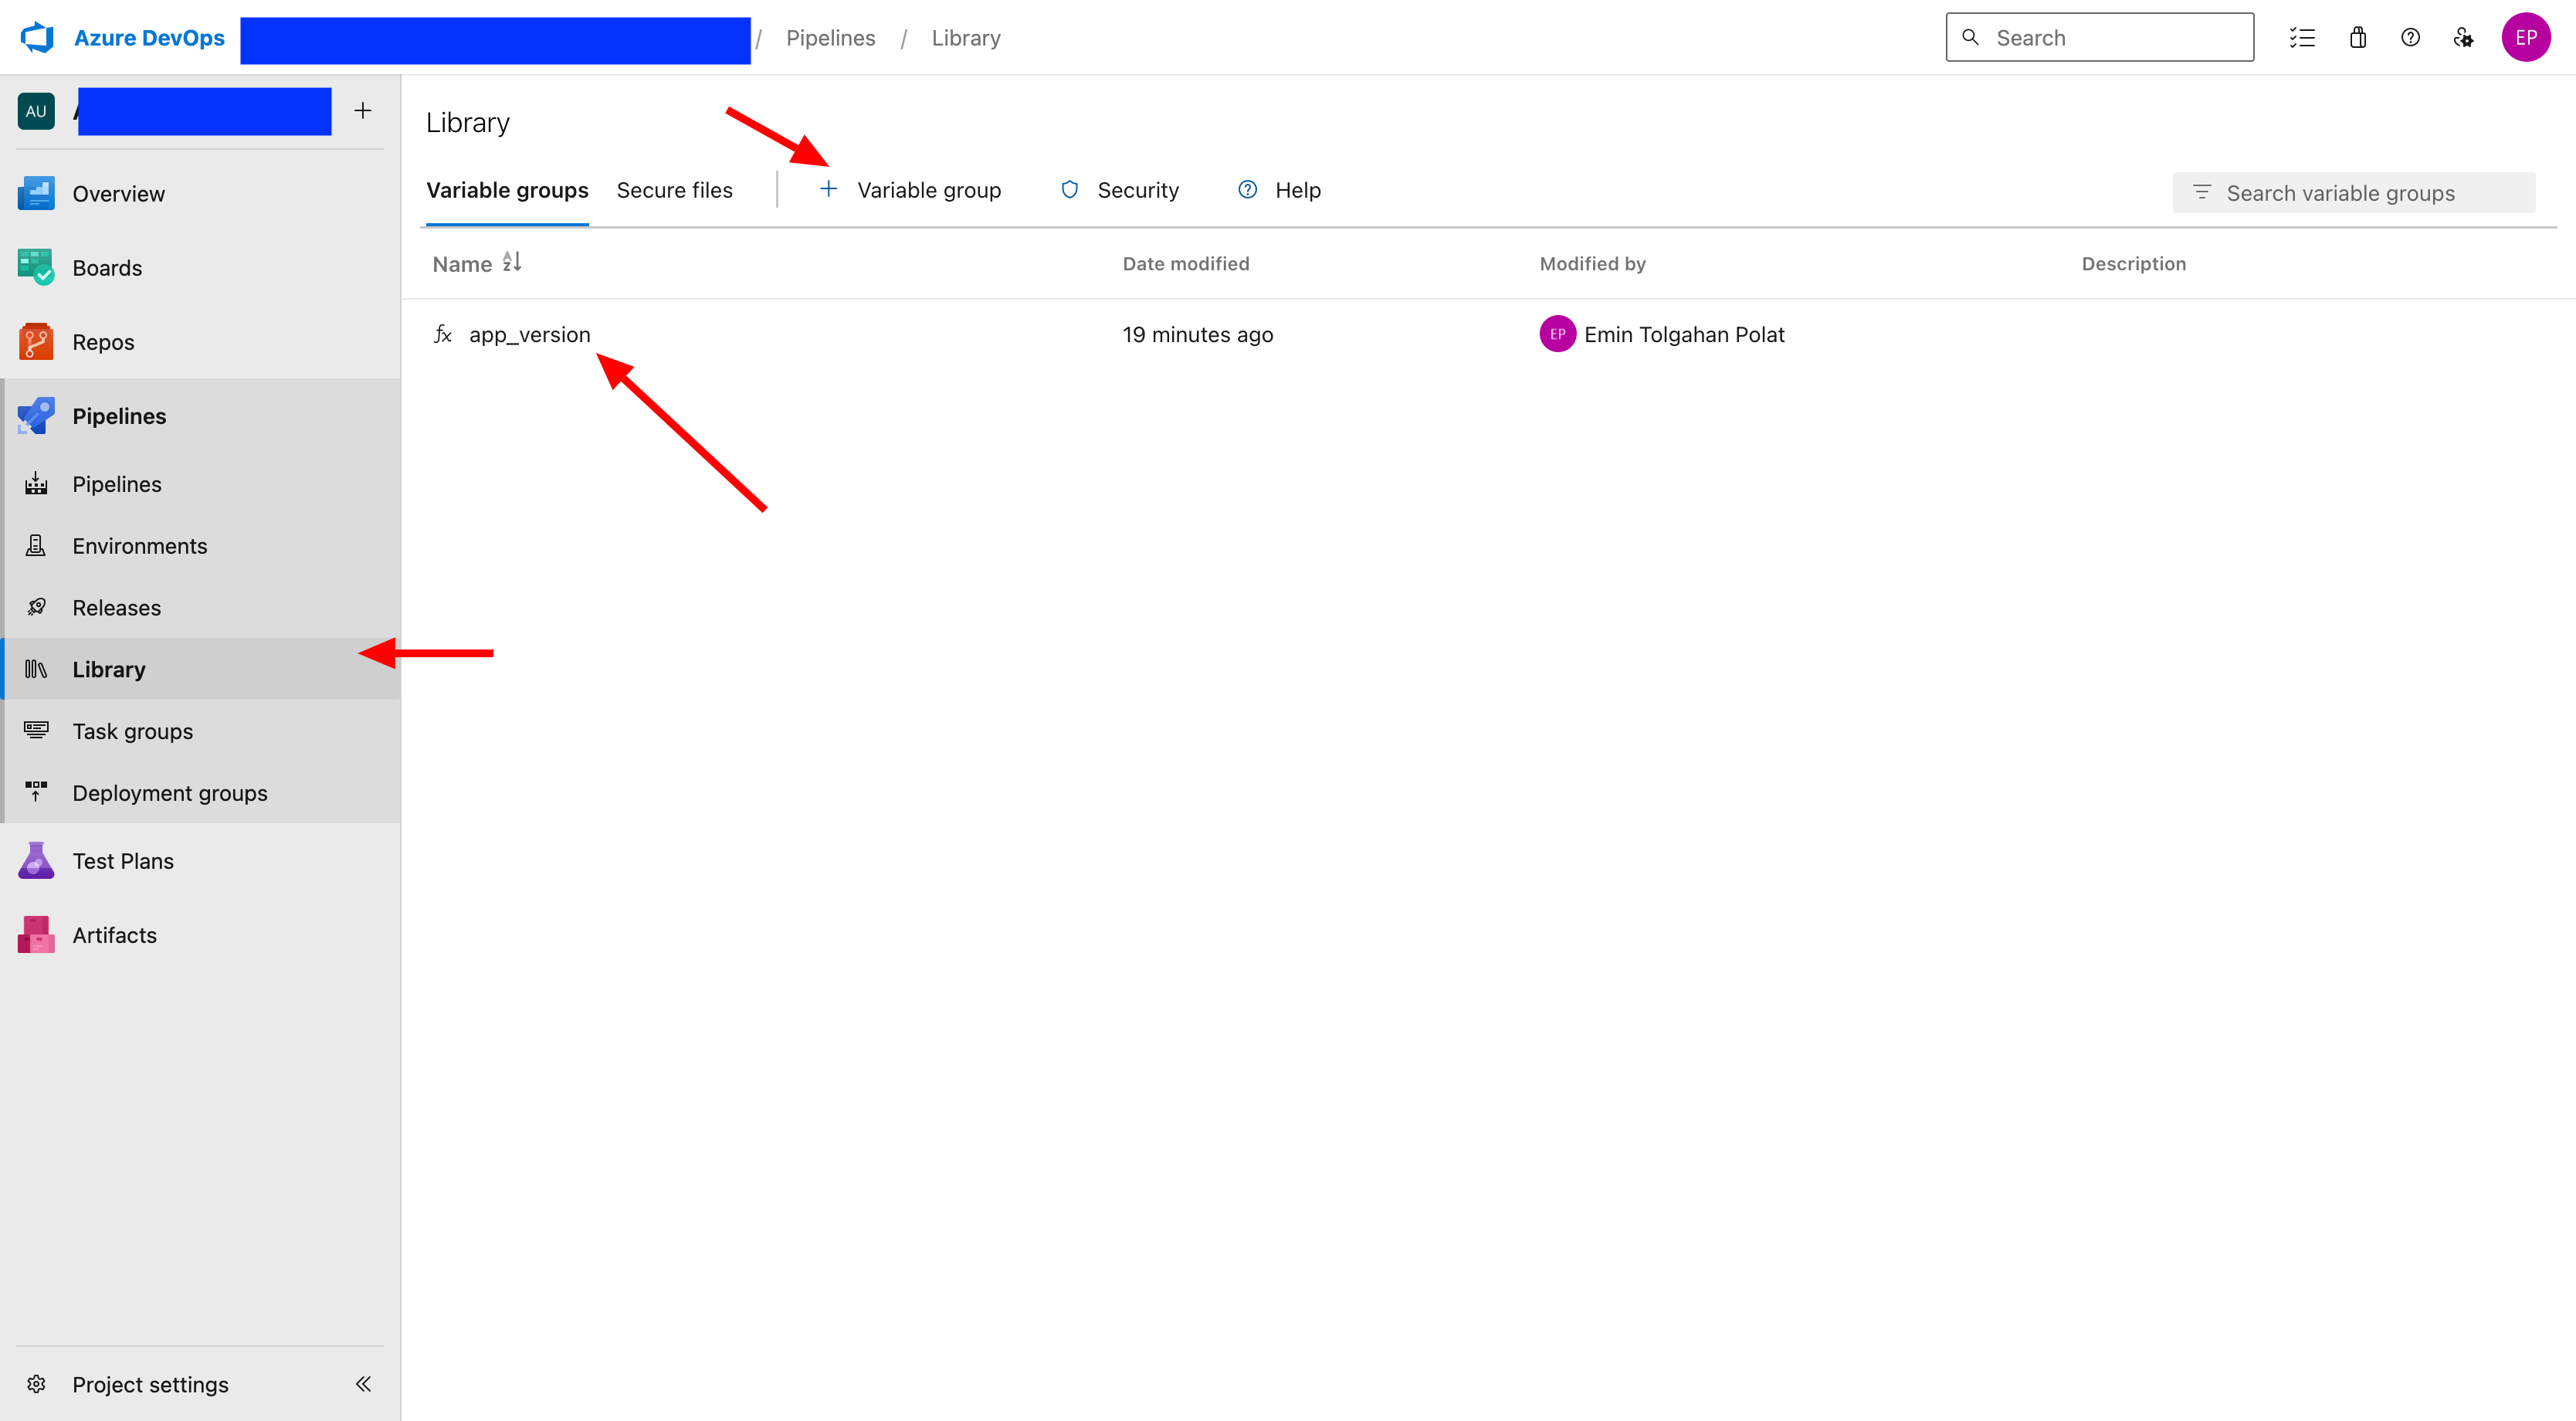 Azure DevOps / Pipelines / Library
Search
EP
AU
Overview
Boards
Repos
Pipelines
Pipelines
Environments
Releases
Library
Task groups
Deployment groups
Test Plans
Artifacts
Project settings
Library
Variable groups Secure files Variable group Security Help
Search variable groups
Name Date modified Modified by Description
app_version 19 minutes ago EP Emin Tolgahan Polat